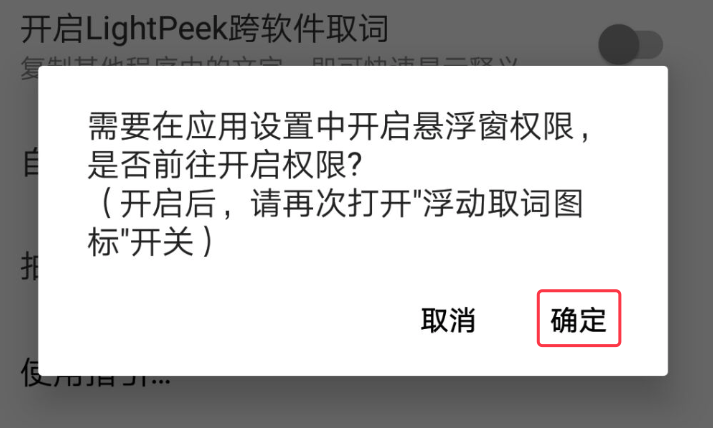 开启LightPeek跨软件取词
复制其他程序中的文字，即可快速显示释义
需要在应用设置中开启悬浮窗权限，
是否前往开启权限?
（开启后，请再次打开"浮动取词图
标"开关）
取消
确定
使用指引...